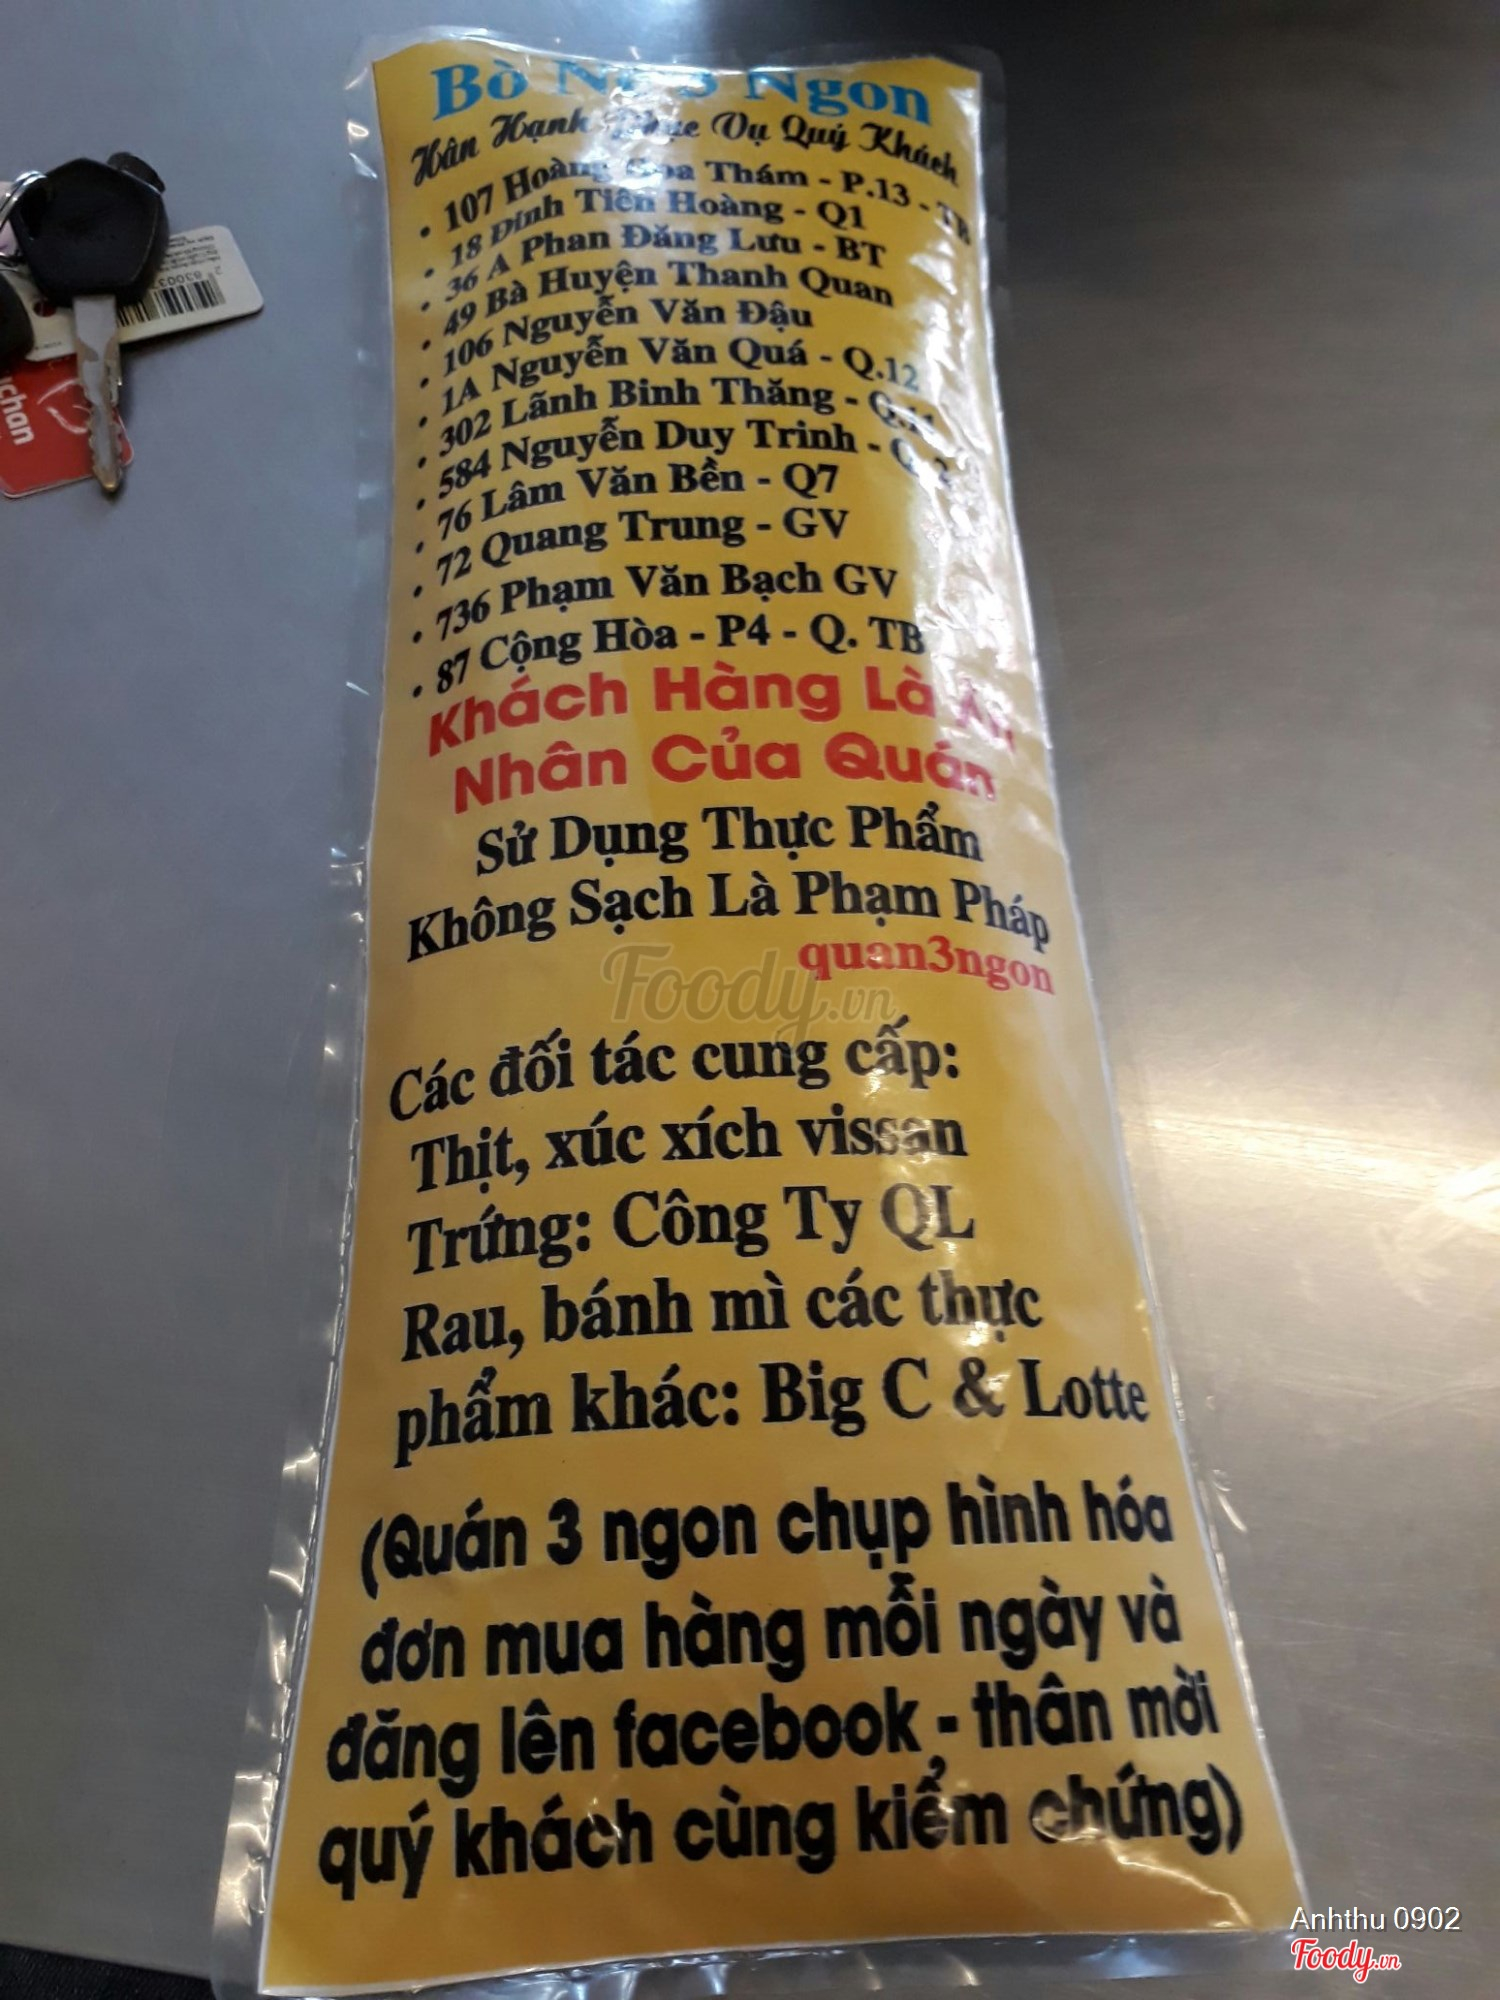 Bò Né 3 Ngon
Hân Hạnh Phục Vụ Quý Khách
• 107 Hoàng Hoa Thám - P.13 - TB
• 18 Đinh Tiên Hoàng - Q1
• 36 A Phan Đăng Lưu - BT
• 49 Bà Huyện Thanh Quan
• 106 Nguyễn Văn Đậu
• 1A Nguyễn Văn Quá - Q.12
• 302 Lãnh Binh Thăng - Q.11
• 584 Nguyễn Duy Trinh - Q. 2
• 76 Lâm Văn Bền - Q7
• 72 Quang Trung - GV
• 736 Phạm Văn Bạch GV
• 87 Cộng Hòa - P4 - Q. TB
Khách Hàng Là Ân
Nhân Của Quán
Sử Dụng Thực Phẩm
Không Sạch Là Phạm Pháp
quan3ngon
Foody.vn
Các đối tác cung cấp:
Thịt, xúc xích vissan
Trứng: Công Ty QL
Rau, bánh mì các thực
phẩm khác: Big C & Lotte
(Quán 3 ngon chụp hình hóa
đơn mua hàng mỗi ngày và
đăng lên facebook - thân mời
quý khách cùng kiểm chứng)
Anhthu 0902
Foody.vn
chan